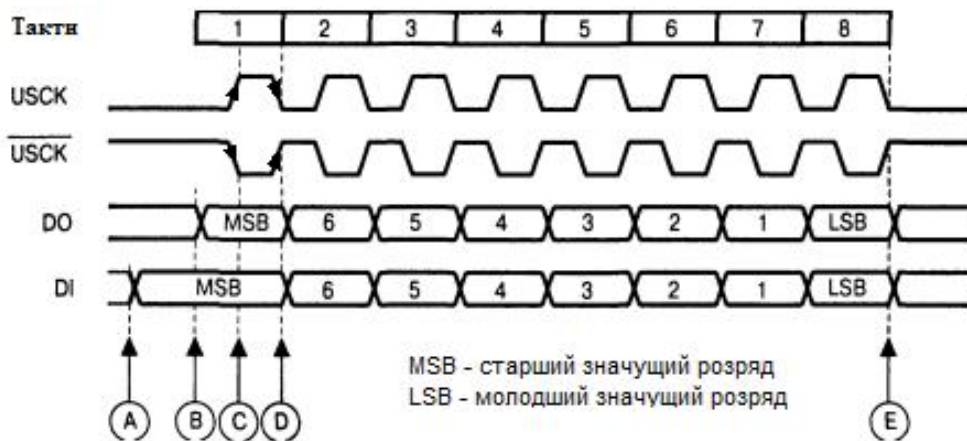 Такти 1 2 3 4 5 6 7 8
USCK
USCK
DO MSB 6 5 4 3 2 1 LSB
DI MSB 6 5 4 3 2 1 LSB
MSB - старший значущий розряд
LSB - молодший значущий розряд
A B C D E